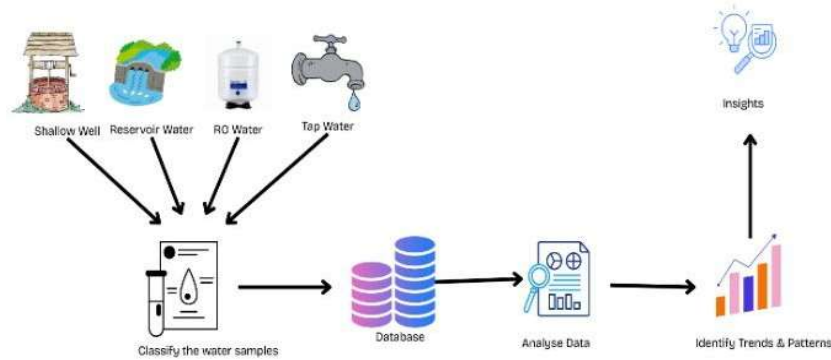 Shallow Well
Reservoir Water
RO Water
Tap Water
Insights
Classify the water samples
Database
Analyse Data
Identify Trends & Patterns